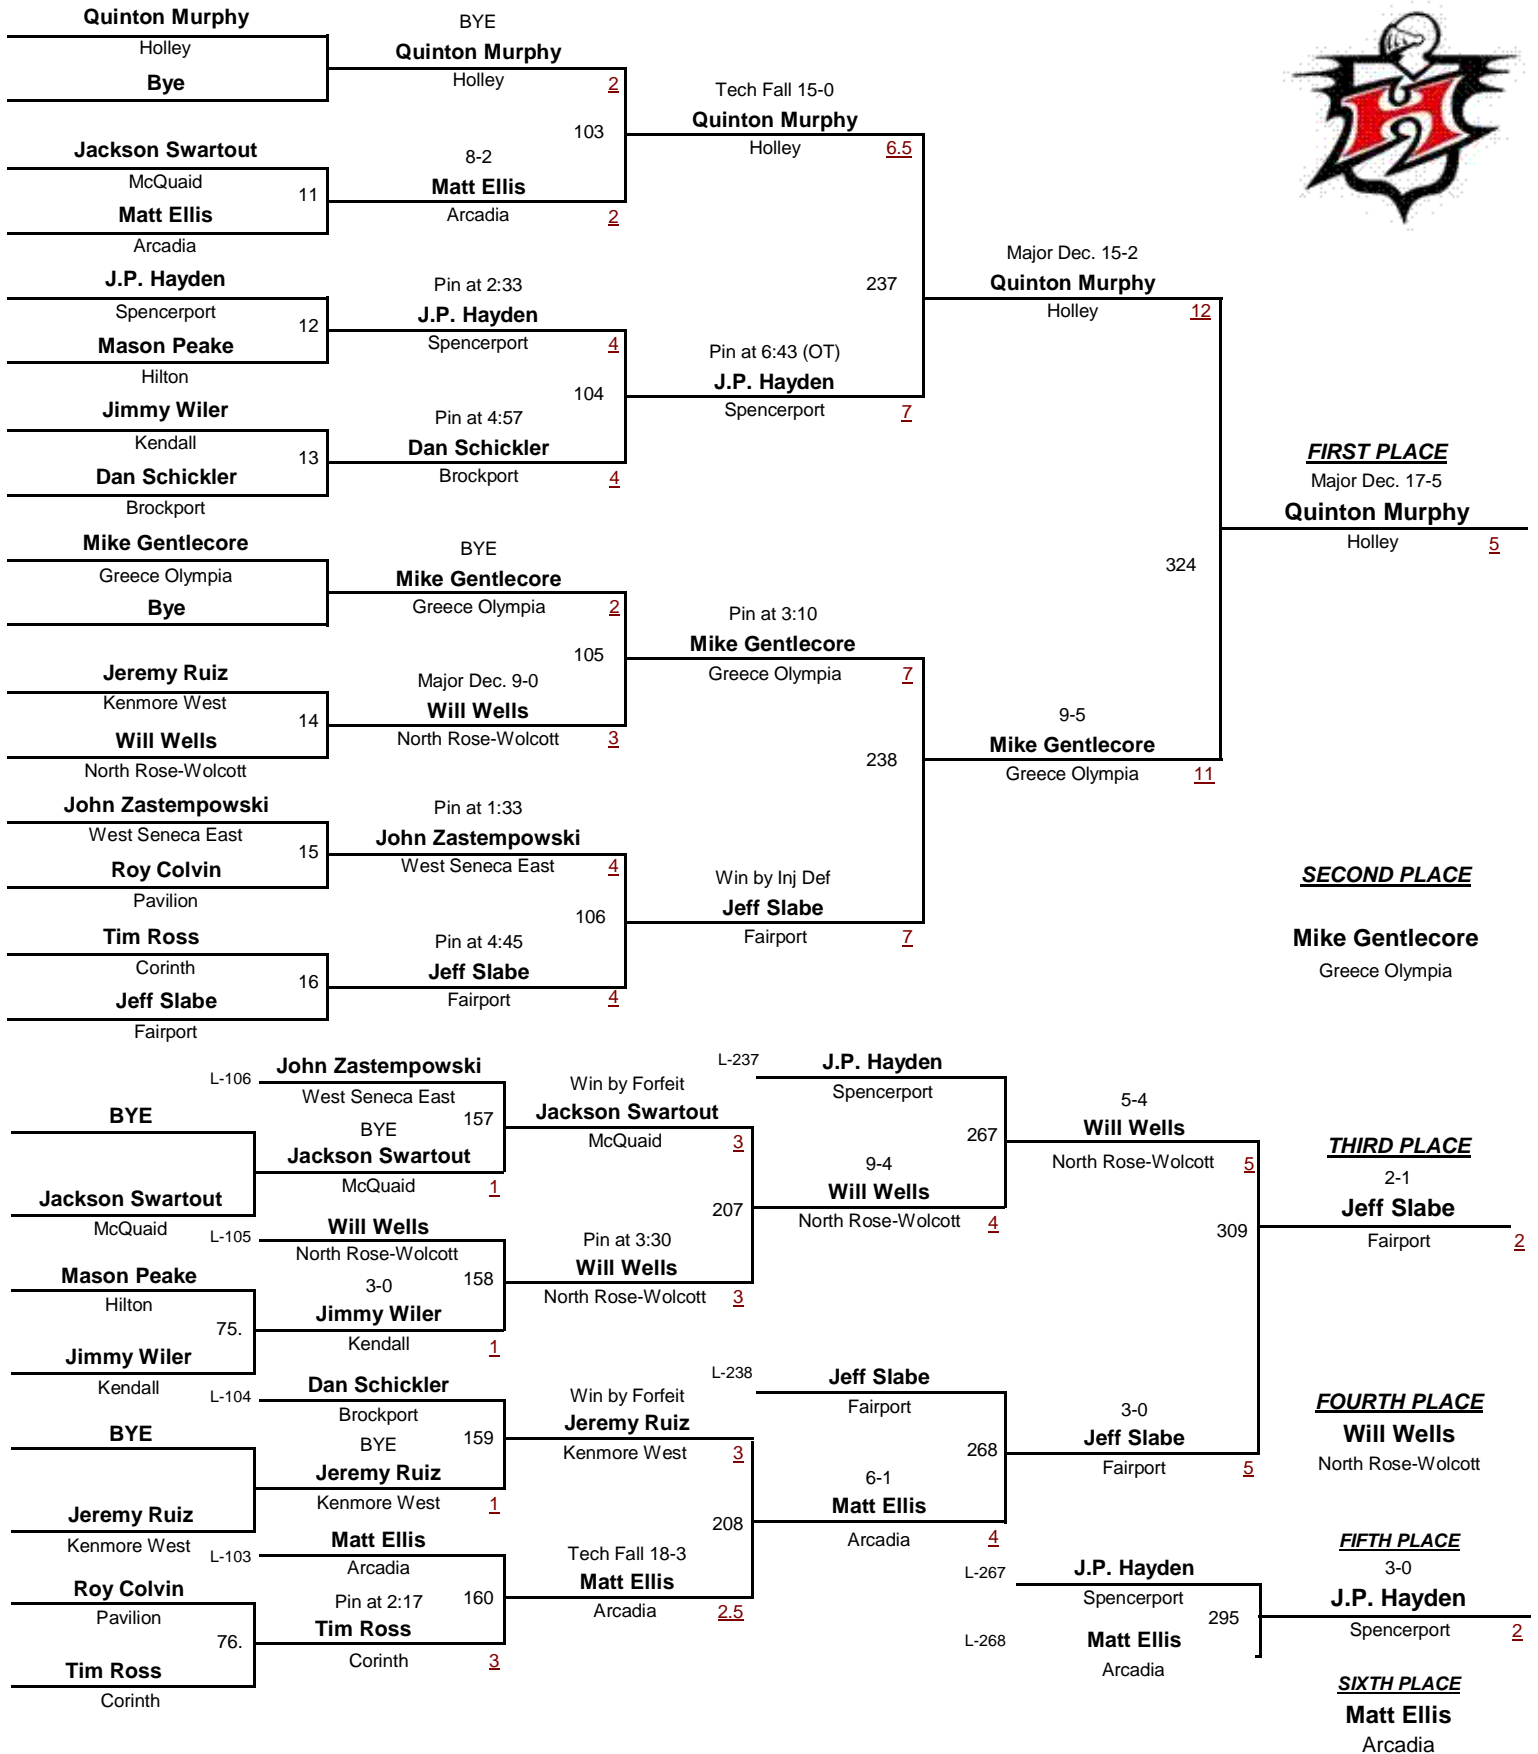 Quinton Murphy
Holley
Bye
BYE
Quinton Murphy
Holley
2
Jackson Swartout
McQuaid
11
Matt Ellis
Arcadia
8-2
Matt Ellis
Arcadia
2
103
Tech Fall 15-0
Quinton Murphy
Holley
6.5
J.P. Hayden
Spencerport
12
Mason Peake
Hilton
Pin at 2:33
J.P. Hayden
Spencerport
4
Jimmy Wiler
Kendall
13
Dan Schickler
Brockport
Pin at 4:57
Dan Schickler
Brockport
4
104
Pin at 6:43 (OT)
J.P. Hayden
Spencerport
7
237
Major Dec. 15-2
Quinton Murphy
Holley
12
Mike Gentlecore
Greece Olympia
Bye
BYE
Mike Gentlecore
Greece Olympia
2
Jeremy Ruiz
Kenmore West
14
Will Wells
North Rose-Wolcott
Major Dec. 9-0
Will Wells
North Rose-Wolcott
3
105
Pin at 3:10
Mike Gentlecore
Greece Olympia
7
John Zastempowski
West Seneca East
15
Roy Colvin
Pavilion
Pin at 1:33
John Zastempowski
West Seneca East
4
Tim Ross
Corinth
16
Jeff Slabe
Fairport
Pin at 4:45
Jeff Slabe
Fairport
4
106
Win by Inj Def
Jeff Slabe
Fairport
7
238
9-5
Mike Gentlecore
Greece Olympia
11
324
FIRST PLACE
Major Dec. 17-5
Quinton Murphy
Holley
5
SECOND PLACE
Mike Gentlecore
Greece Olympia
L-106
John Zastempowski
West Seneca East
BYE
Jackson Swartout
McQuaid
BYE
Jackson Swartout
McQuaid
1
157
Win by Forfeit
Jackson Swartout
McQuaid
3
L-105
Will Wells
North Rose-Wolcott
Mason Peake
Hilton
75.
Jimmy Wiler
Kendall
3-0
Jimmy Wiler
Kendall
1
158
Pin at 3:30
Will Wells
North Rose-Wolcott
3
207
L-237
J.P. Hayden
Spencerport
9-4
Will Wells
North Rose-Wolcott
4
267
5-4
Will Wells
North Rose-Wolcott
5
L-104
Dan Schickler
Brockport
BYE
Jeremy Ruiz
Kenmore West
BYE
Jeremy Ruiz
Kenmore West
1
159
Win by Forfeit
Jeremy Ruiz
Kenmore West
3
L-103
Matt Ellis
Arcadia
Roy Colvin
Pavilion
76.
Tim Ross
Corinth
Pin at 2:17
Tim Ross
Corinth
3
160
Tech Fall 18-3
Matt Ellis
Arcadia
2.5
208
L-238
Jeff Slabe
Fairport
6-1
Matt Ellis
Arcadia
4
268
3-0
Jeff Slabe
Fairport
5
309
THIRD PLACE
2-1
Jeff Slabe
Fairport
2
FOURTH PLACE
Will Wells
North Rose-Wolcott
L-267
J.P. Hayden
Spencerport
L-268
Matt Ellis
Arcadia
295
FIFTH PLACE
3-0
J.P. Hayden
Spencerport
2
SIXTH PLACE
Matt Ellis
Arcadia
H